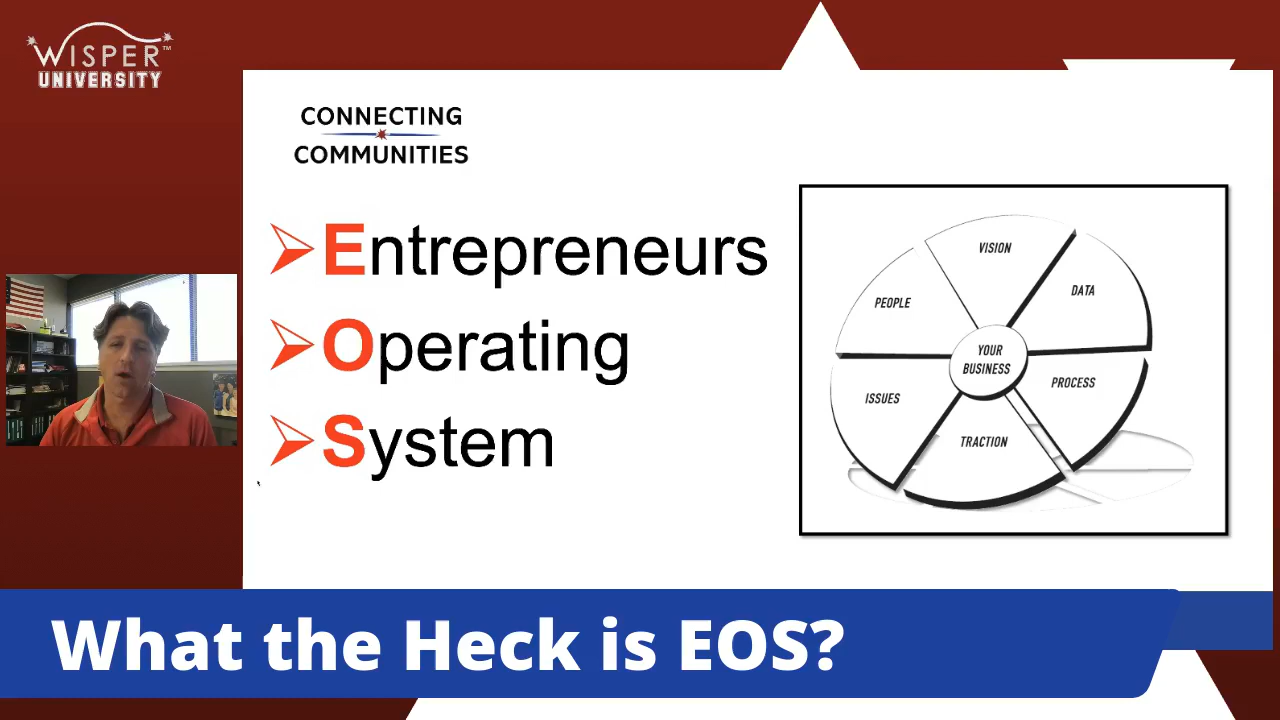 WISPER™
UNIVERSITY
CONNECTING
COMMUNITIES
Entrepreneurs
Operating
System
VISION
DATA
PEOPLE
YOUR
BUSINESS
PROCESS
ISSUES
TRACTION
What the Heck is EOS?